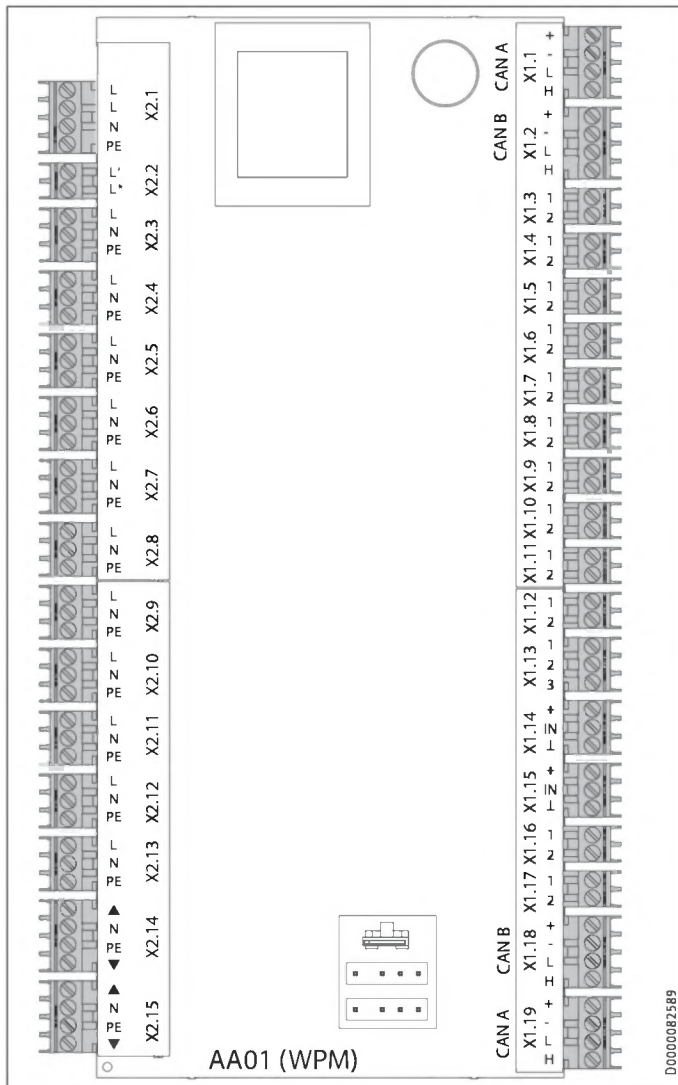 L
L
N
PE
X2.1
L'
L*
X2.2
L
N
PE
X2.3
L
N
PE
X2.4
L
N
PE
X2.5
L
N
PE
X2.6
L
N
PE
X2.7
L
N
PE
X2.8
L
N
PE
X2.9
L
N
PE
X2.10
L
N
PE
X2.11
L
N
PE
X2.12
L
N
PE
X2.13
▲
N
PE
▼
X2.14
▲
N
PE
▼
X2.15
AA01 (WPM)
CAN A
X1.1
+
-
L
H
CAN B
X1.2
+
-
L
H
X1.3
1
2
X1.4
1
2
X1.5
1
2
X1.6
1
2
X1.7
1
2
X1.8
1
2
X1.9
1
2
X1.10
1
2
X1.11
1
2
X1.12
1
2
X1.13
1
2
3
X1.14
+
IN
⊥
X1.15
+
IN
⊥
X1.16
1
2
X1.17
1
2
CAN B
X1.18
+
-
L
H
CAN A
X1.19
+
-
L
H
D0000082589